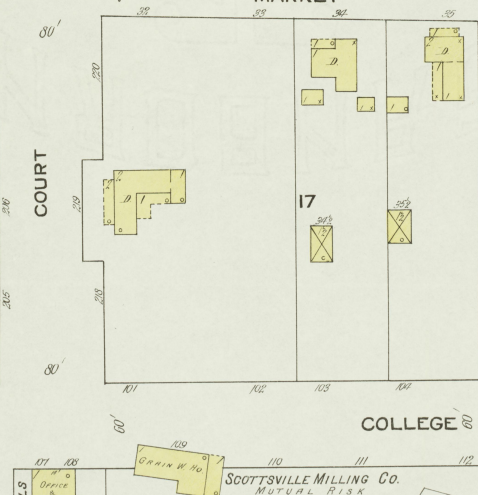 MARKET
32 33 34 35
80'
220
D.
D.
COURT
216
219
D
17
34½
35½
205
218
80'
101 102 103 104
60'
COLLEGE 60'
109
107 108
GRAIN W. HO.
110 111 112
OFFICE
SCOTTSVILLE MILLING CO.
MUTUAL RISK